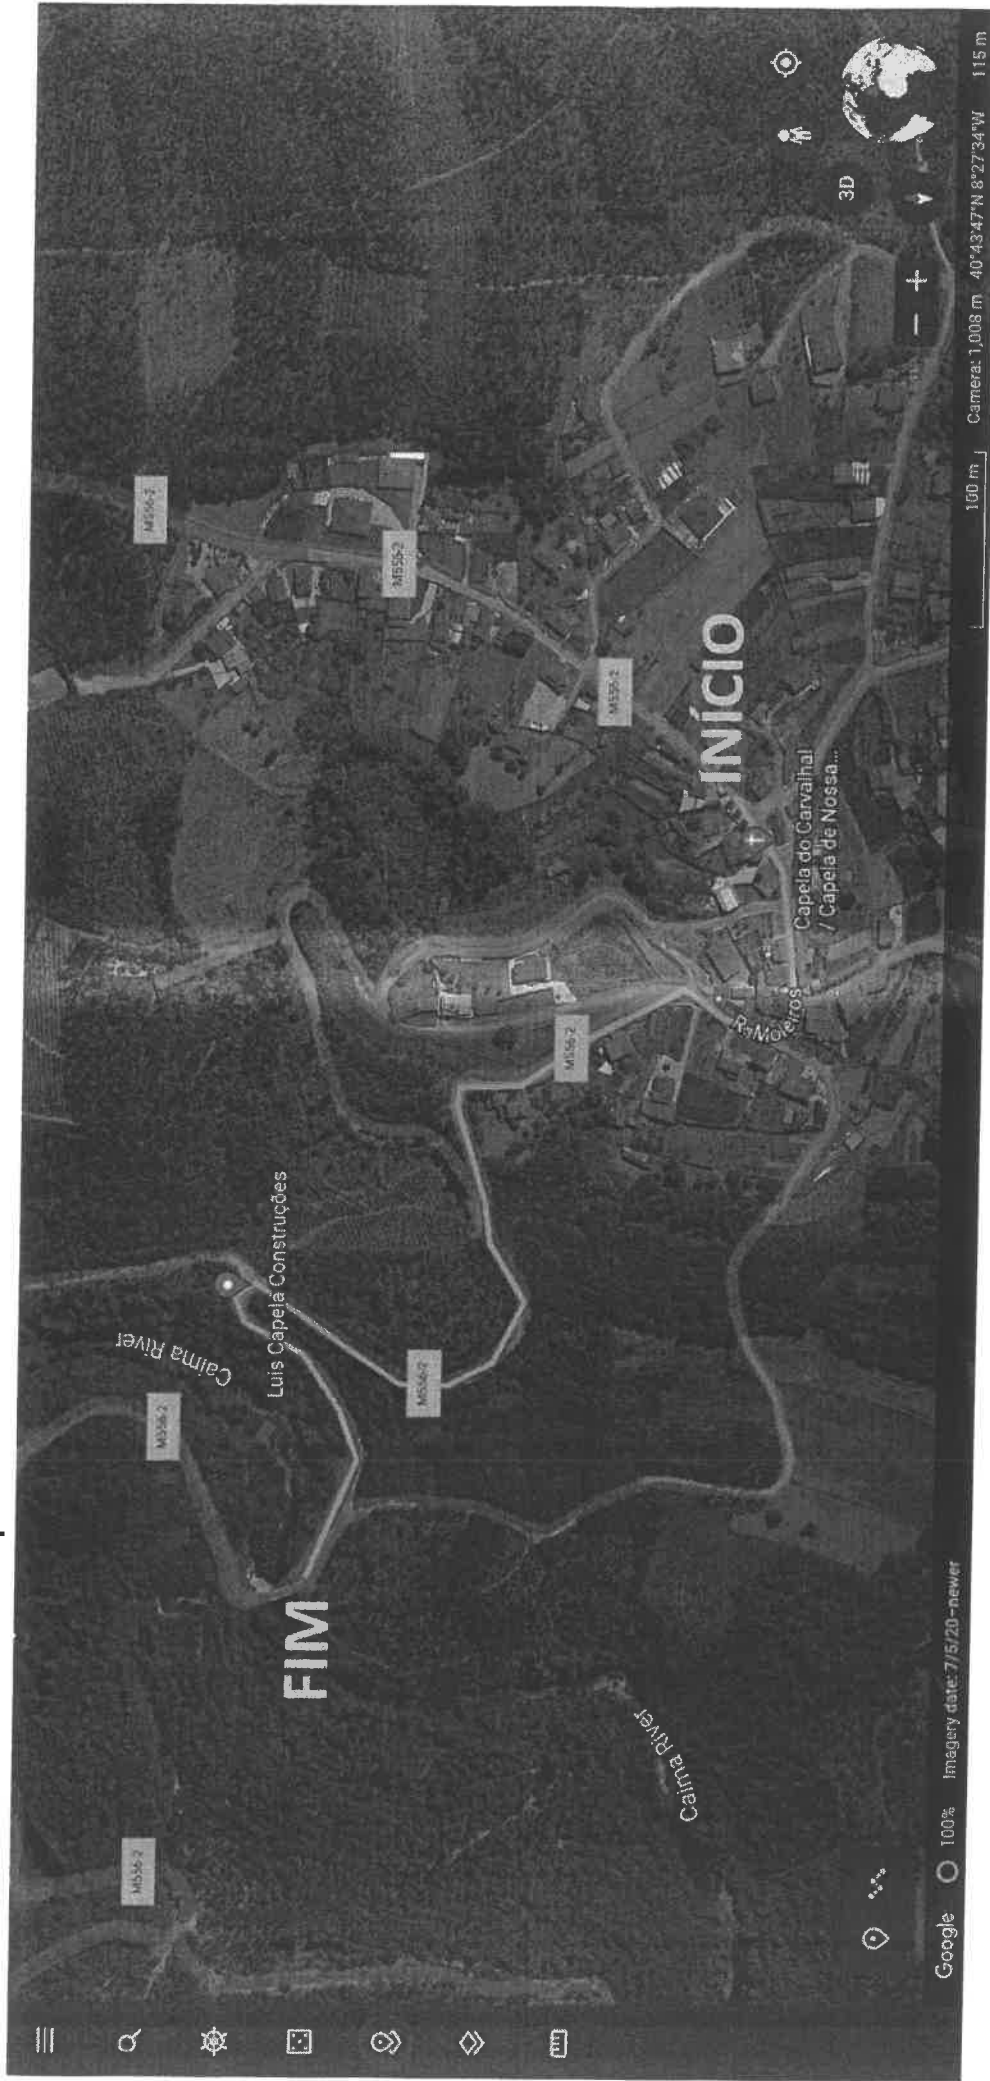 M556-2
M556-2
M556-2
M556-2
M556-2
M556-2
M556-2
Caima River
Luis Capela Construções
FIM
INÍCIO
R. Moleiros
Capela do Carvalhal
/ Capela de Nossa...
Caima River
3D
Google
100%
Imagery date: 7/5/20-newer
100 m
Camera: 1,008 m
40°43'47"N 8°27'34"W
115 m